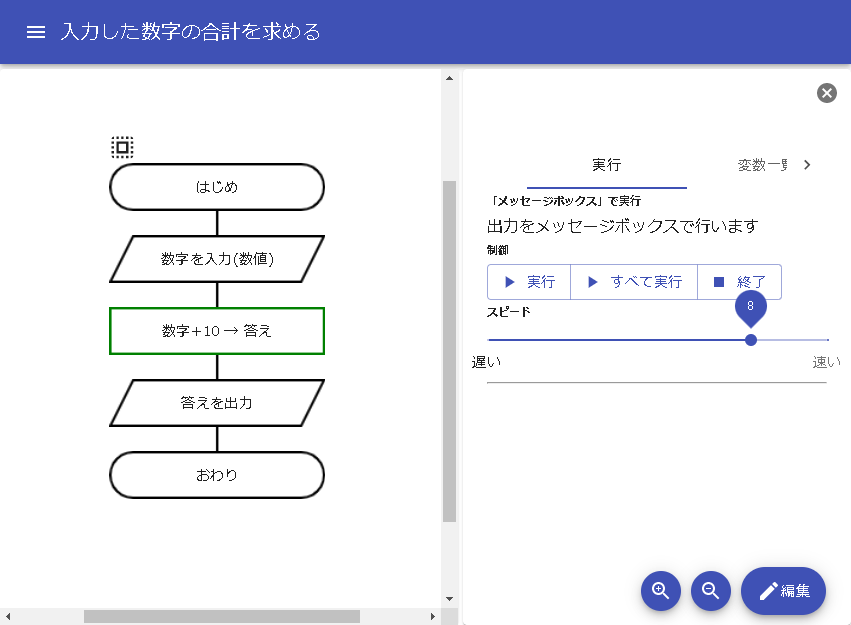 入力した数字の合計を求める
はじめ
数字を入力(数値)
数字＋10 → 答え
答えを出力
おわり
実行
変数一覧
「メッセージボックス」で実行
出力をメッセージボックスで行います
制御
実行
すべて実行
終了
スピード
8
遅い
速い
編集